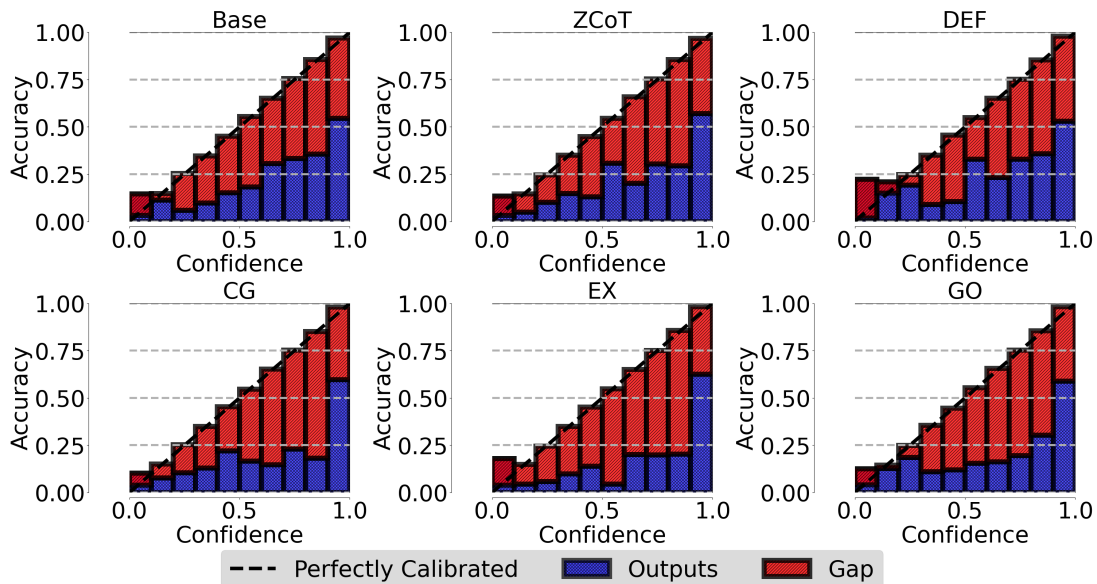 Base ZCoT DEF
1.00 1.00 1.00
0.75 0.75 0.75
0.50 0.50 0.50
0.25 0.25 0.25
0.00 0.00 0.00
Accuracy Accuracy Accuracy
0.0 0.5 1.0 0.0 0.5 1.0 0.0 0.5 1.0
Confidence Confidence Confidence
CG EX GO
1.00 1.00 1.00
0.75 0.75 0.75
0.50 0.50 0.50
0.25 0.25 0.25
0.00 0.00 0.00
Accuracy Accuracy Accuracy
0.0 0.5 1.0 0.0 0.5 1.0 0.0 0.5 1.0
Confidence Confidence Confidence
Perfectly Calibrated Outputs Gap